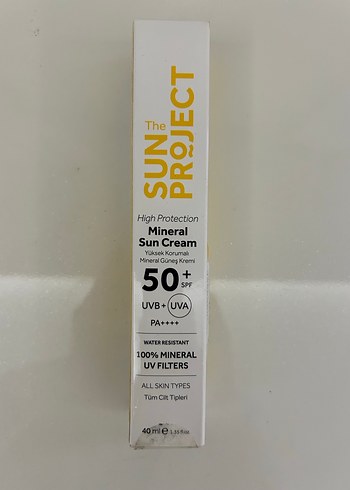 The
SUN
PRŏJECT
High Protection
Mineral
Sun Cream
Yüksek Korumalı
Mineral Güneş Kremi
50+
SPF
UVB + UVA
PA++++
WATER RESISTANT
100% MINERAL
UV FILTERS
ALL SKIN TYPES
Tüm Cilt Tipleri
40 ml ℮